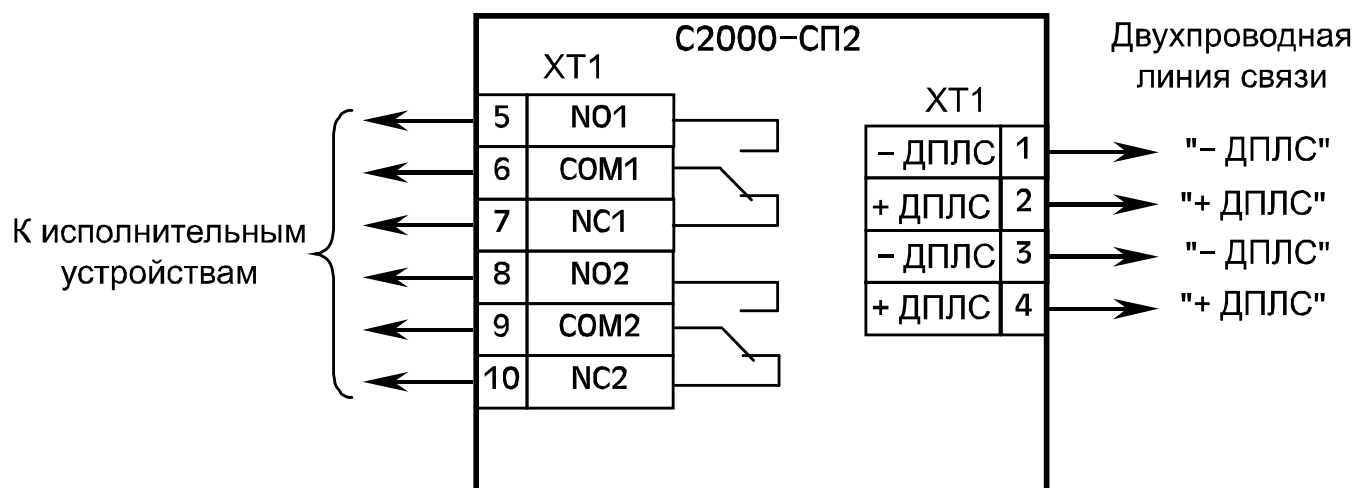 С2000–СП2
Двухпроводная
линия связи
XT1
5 NO1
6 COM1
7 NC1
8 NO2
9 COM2
10 NC2
К исполнительным
устройствам
XT1
– ДПЛС 1 "– ДПЛС"
+ ДПЛС 2 "+ ДПЛС"
– ДПЛС 3 "– ДПЛС"
+ ДПЛС 4 "+ ДПЛС"